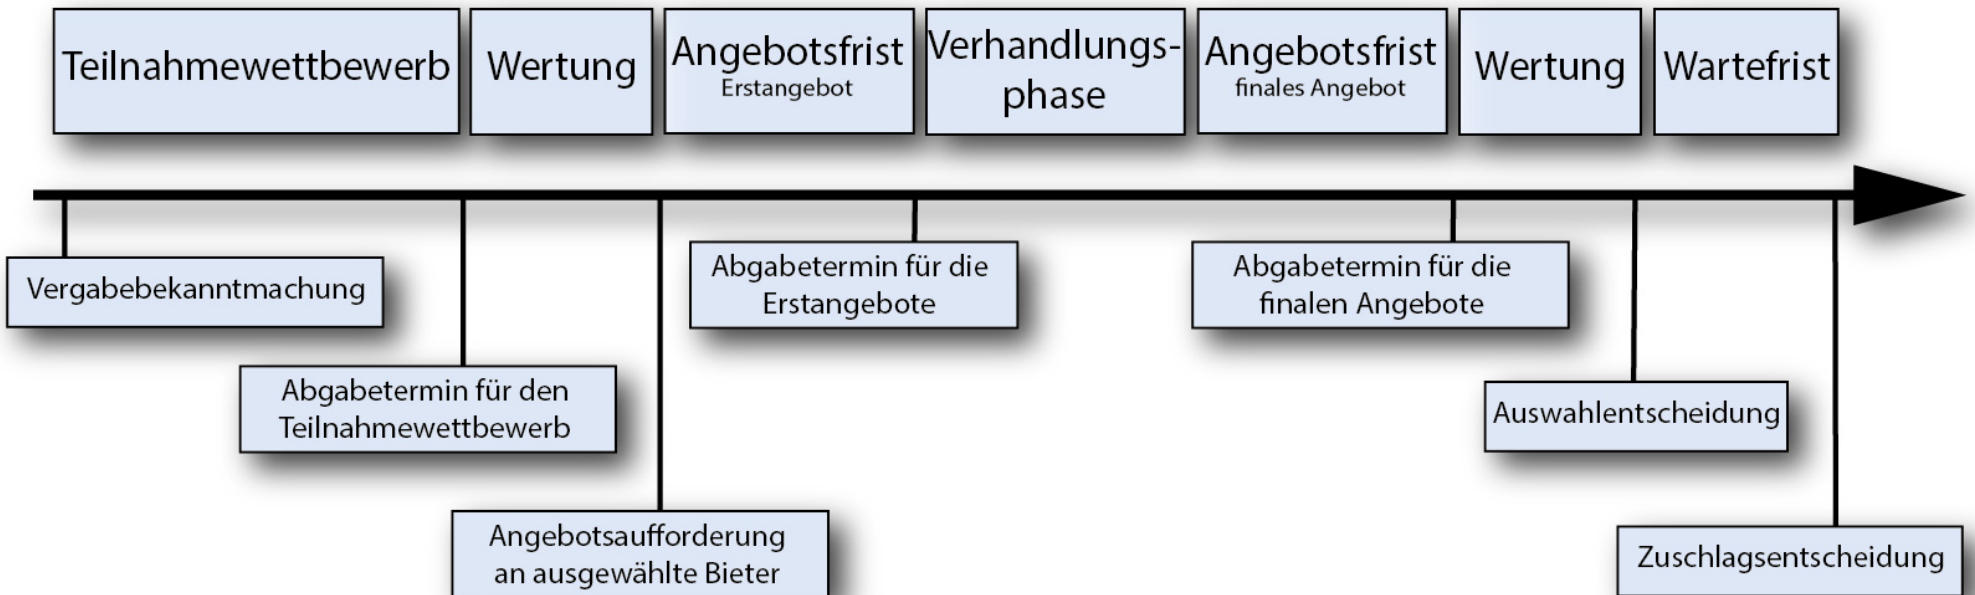 Teilnahmewettbewerb
Wertung
Angebotsfrist
Erstangebot
Verhandlungs-
phase
Angebotsfrist
finales Angebot
Wertung
Wartefrist
Vergabebekanntmachung
Abgabetermin für den
Teilnahmewettbewerb
Angebotsaufforderung
an ausgewählte Bieter
Abgabetermin für die
Erstangebote
Abgabetermin für die
finalen Angebote
Auswahlentscheidung
Zuschlagsentscheidung